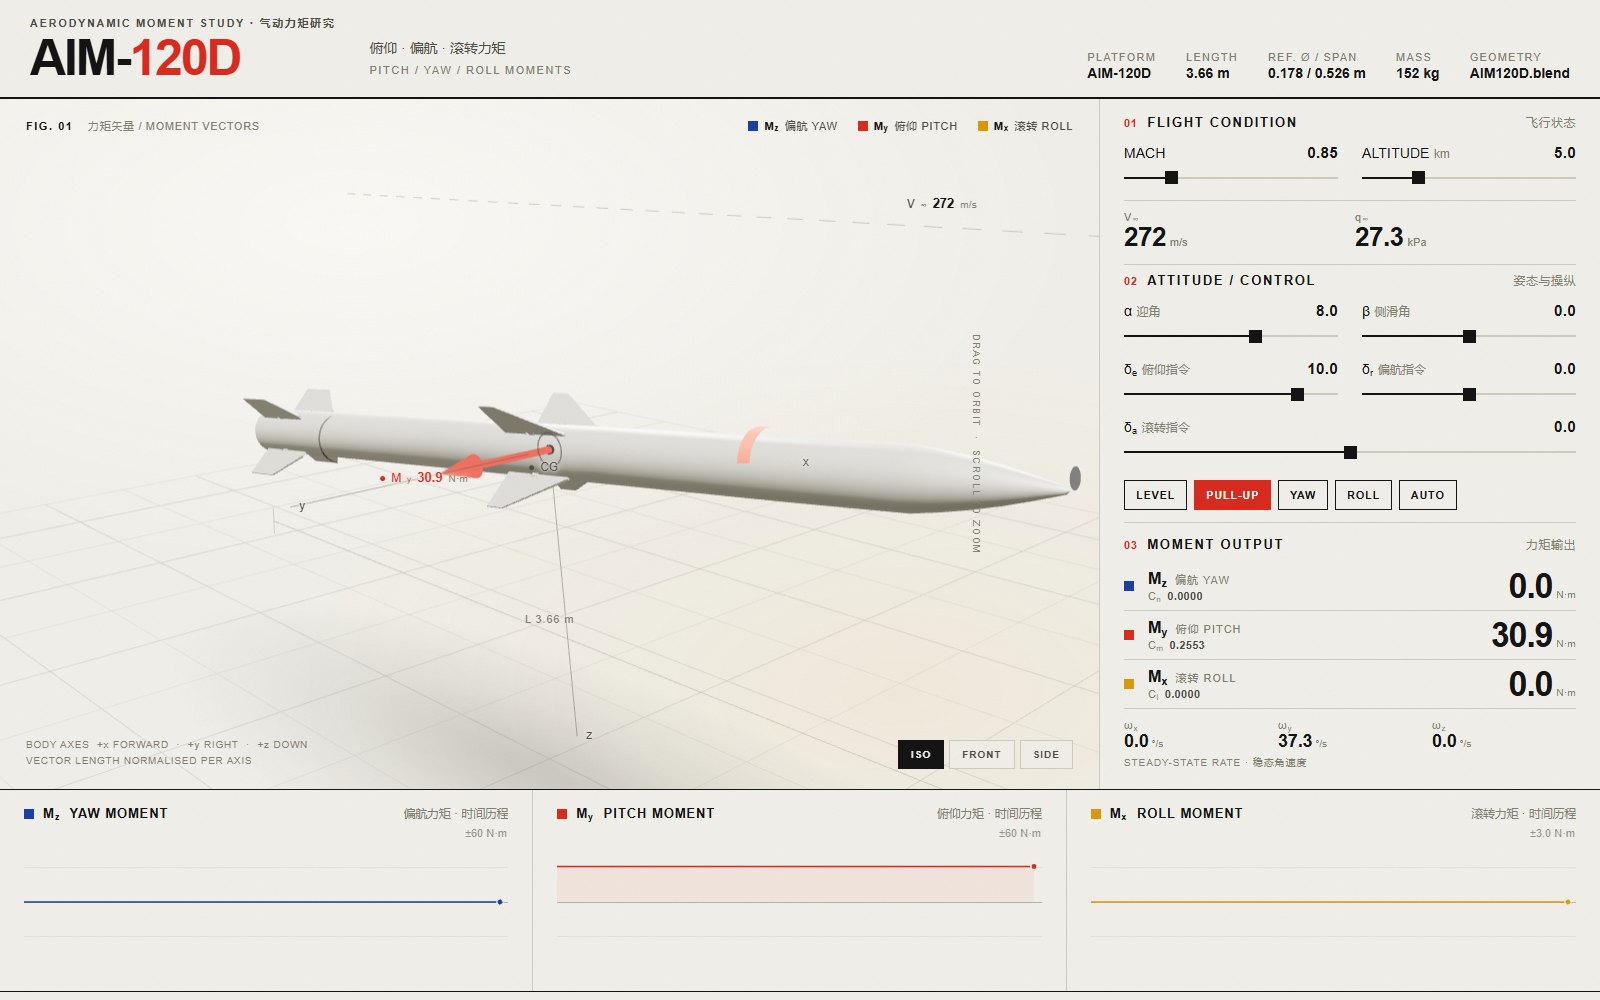 AERODYNAMIC MOMENT STUDY · 气动力矩研究
AIM-120D
俯仰 · 偏航 · 滚转力矩
PITCH / YAW / ROLL MOMENTS
PLATFORM
AIM-120D
LENGTH
3.66 m
REF. Ø / SPAN
0.178 / 0.526 m
MASS
152 kg
GEOMETRY
AIM120D.blend
FIG. 01 力矩矢量 / MOMENT VECTORS
Mz 偏航 YAW
My 俯仰 PITCH
Mx 滚转 ROLL
V∞ 272 m/s
DRAG TO ORBIT · SCROLL TO ZOOM
x
CG
My 30.9 N·m
y
L 3.66 m
z
BODY AXES +x FORWARD · +y RIGHT · +z DOWN
VECTOR LENGTH NORMALISED PER AXIS
ISO
FRONT
SIDE
01 FLIGHT CONDITION 飞行状态
MACH 0.85
ALTITUDE km 5.0
V∞
272 m/s
q∞
27.3 kPa
02 ATTITUDE / CONTROL 姿态与操纵
α 迎角 8.0
β 侧滑角 0.0
δe 俯仰指令 10.0
δr 偏航指令 0.0
δa 滚转指令 0.0
LEVEL
PULL-UP
YAW
ROLL
AUTO
03 MOMENT OUTPUT 力矩输出
Mz 偏航 YAW
Cn 0.0000
0.0 N·m
My 俯仰 PITCH
Cm 0.2553
30.9 N·m
Mx 滚转 ROLL
Cl 0.0000
0.0 N·m
ωx
0.0 °/s
ωy
37.3 °/s
ωz
0.0 °/s
STEADY-STATE RATE · 稳态角速度
Mz YAW MOMENT 偏航力矩 · 时间历程
±60 N·m
My PITCH MOMENT 俯仰力矩 · 时间历程
±60 N·m
Mx ROLL MOMENT 滚转力矩 · 时间历程
±3.0 N·m